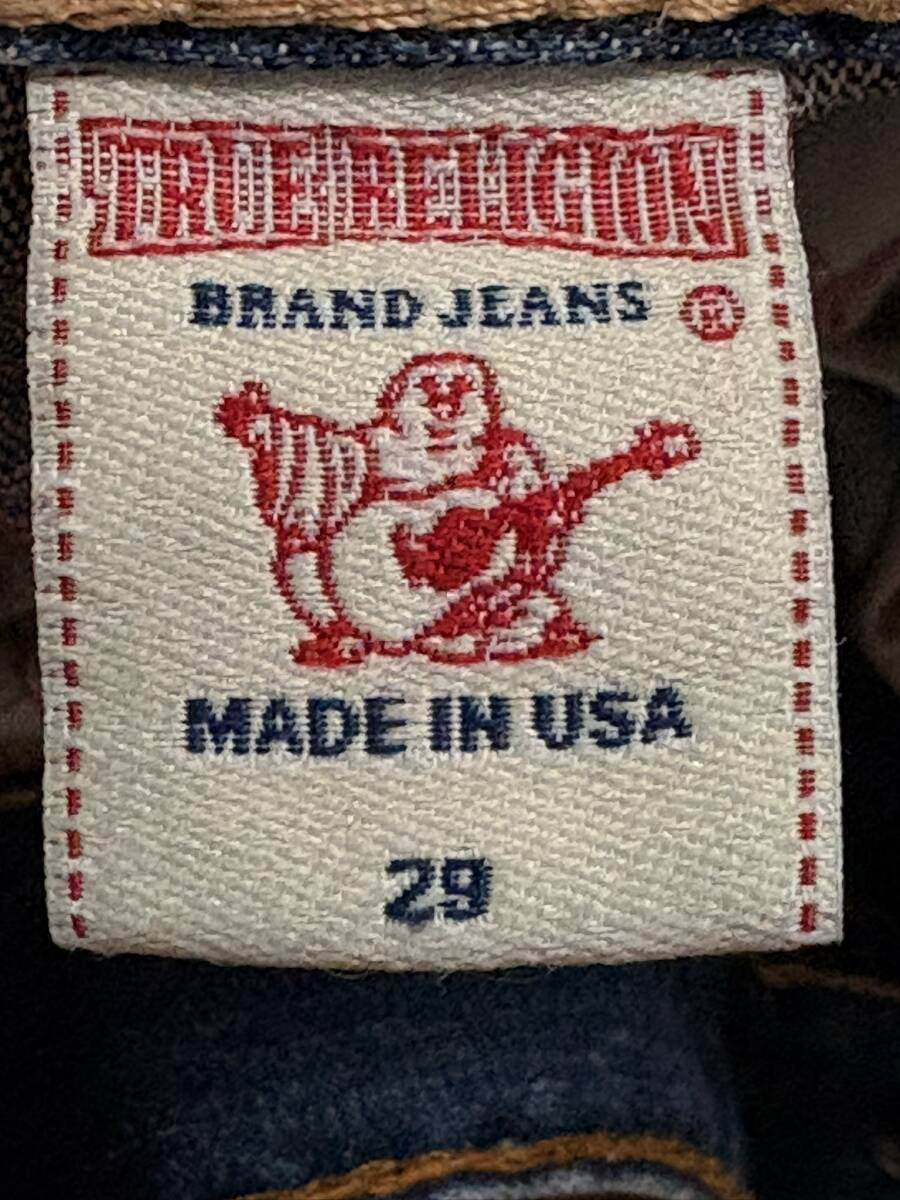 TRUE RELIGION
BRAND JEANS ®
MADE IN USA
29